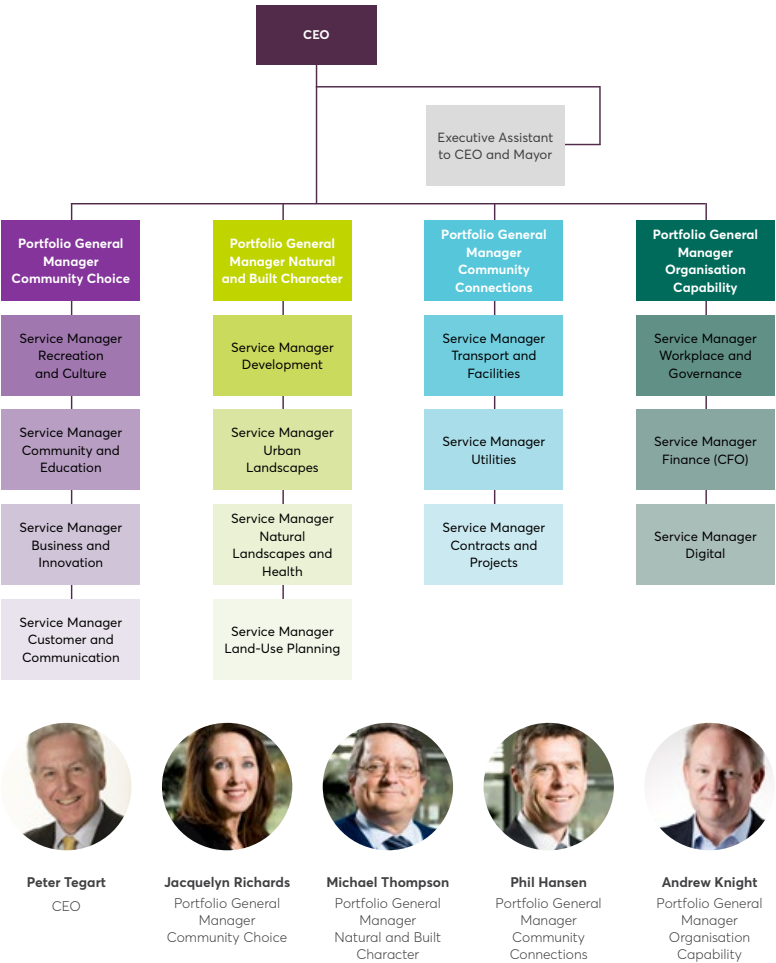 CEO
Executive Assistant
to CEO and Mayor
Portfolio General
Manager
Community Choice
Portfolio General
Manager Natural
and Built Character
Portfolio General
Manager
Community
Connections
Portfolio General
Manager
Organisation
Capability
Service Manager
Recreation
and Culture
Service Manager
Development
Service Manager
Transport and
Facilities
Service Manager
Workplace and
Governance
Service Manager
Community and
Education
Service Manager
Urban
Landscapes
Service Manager
Utilities
Service Manager
Finance (CFO)
Service Manager
Business and
Innovation
Service Manager
Natural
Landscapes and
Health
Service Manager
Contracts and
Projects
Service Manager
Digital
Service Manager
Customer and
Communication
Service Manager
Land-Use Planning
Peter Tegart
CEO
Jacquelyn Richards
Portfolio General
Manager
Community Choice
Michael Thompson
Portfolio General
Manager
Natural and Built
Character
Phil Hansen
Portfolio General
Manager
Community
Connections
Andrew Knight
Portfolio General
Manager
Organisation
Capability